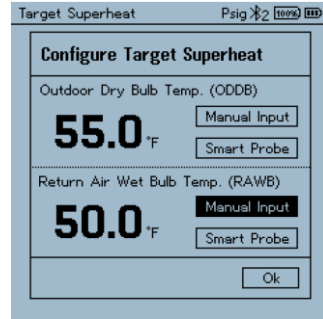 Target Superheat Psig 2 100%
Configure Target Superheat
Outdoor Dry Bulb Temp. (ODDB)
55.0 °F
Manual Input
Smart Probe
Return Air Wet Bulb Temp. (RAWB)
50.0 °F
Manual Input
Smart Probe
Ok